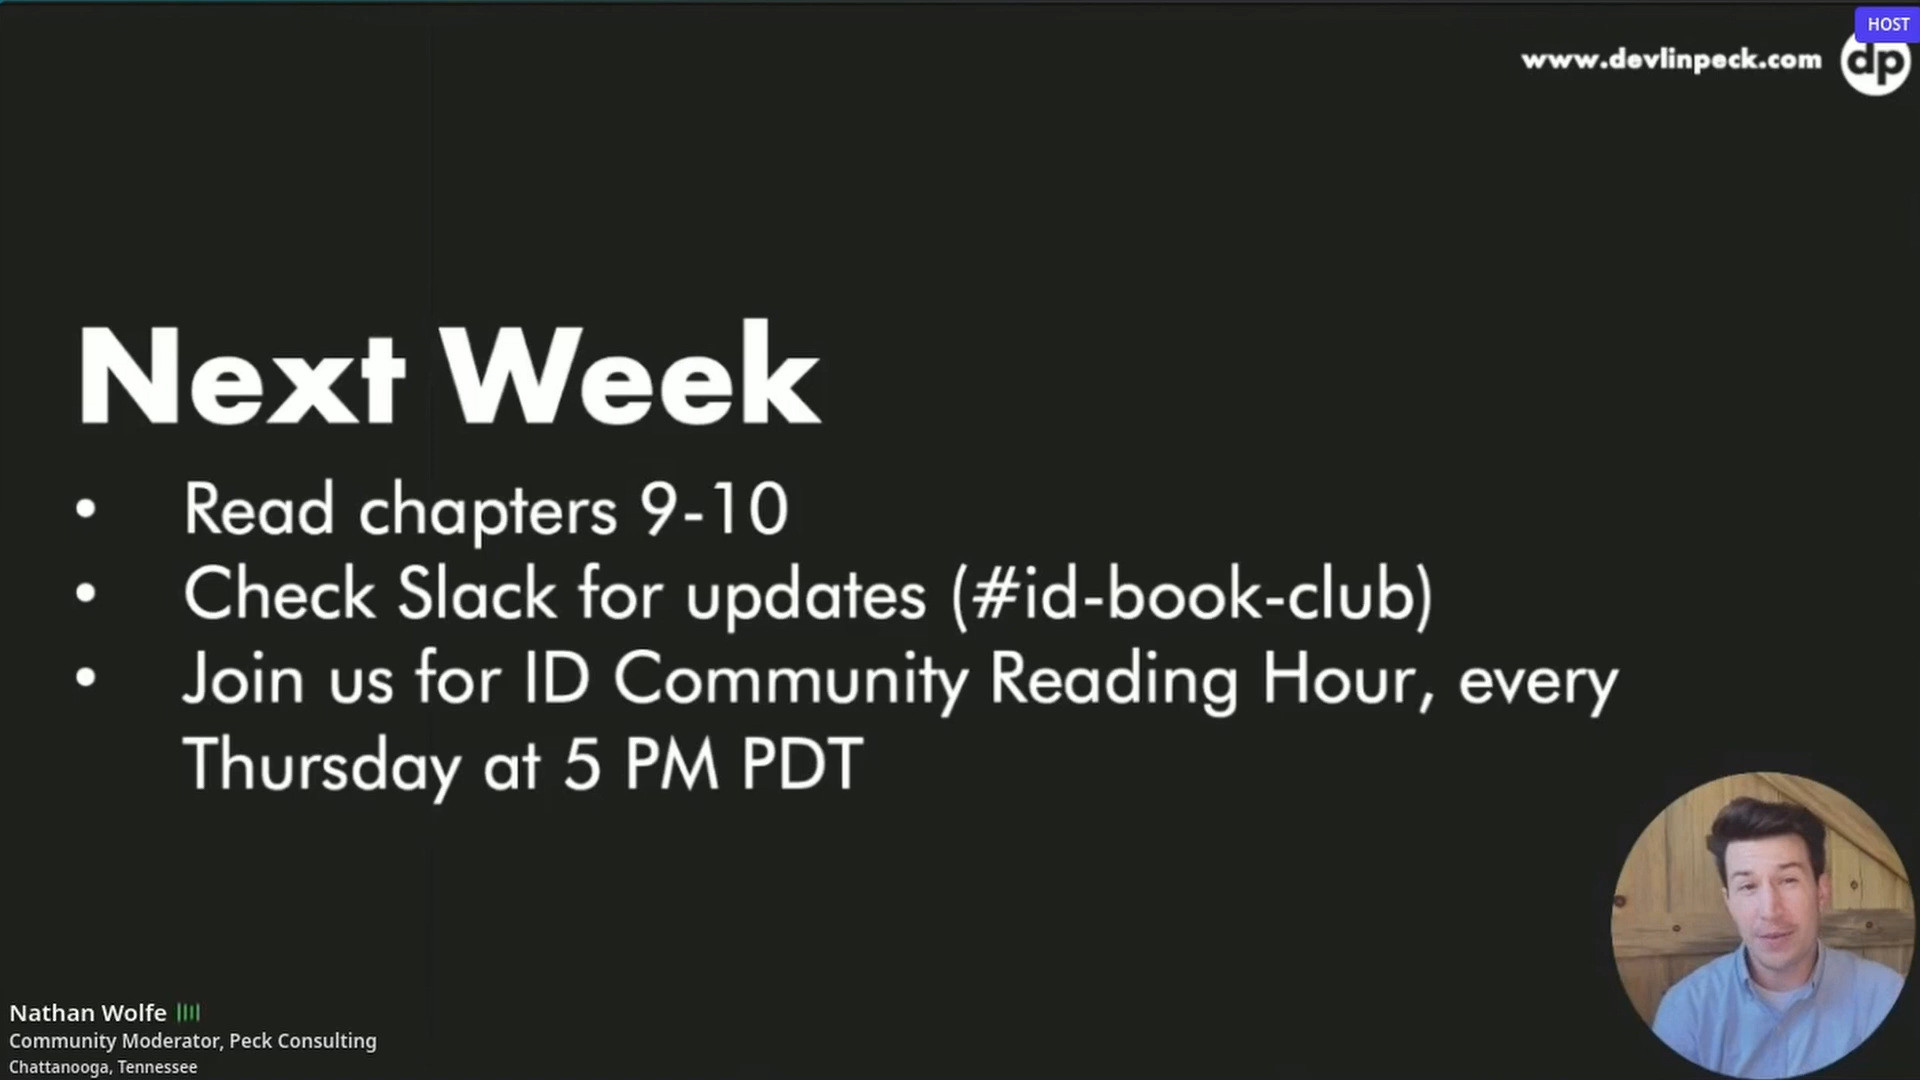 HOST
www.devlinpeck.com dp
Next Week
• Read chapters 9-10
• Check Slack for updates (#id-book-club)
• Join us for ID Community Reading Hour, every
Thursday at 5 PM PDT
Nathan Wolfe
Community Moderator, Peck Consulting
Chattanooga, Tennessee